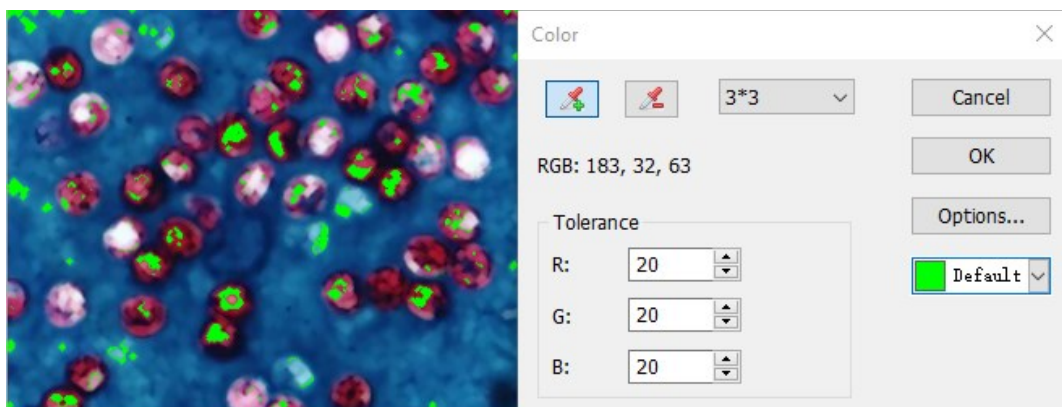 Color
3*3
Cancel
RGB: 183, 32, 63
OK
Tolerance
Options...
R: 20
Default
G: 20
B: 20